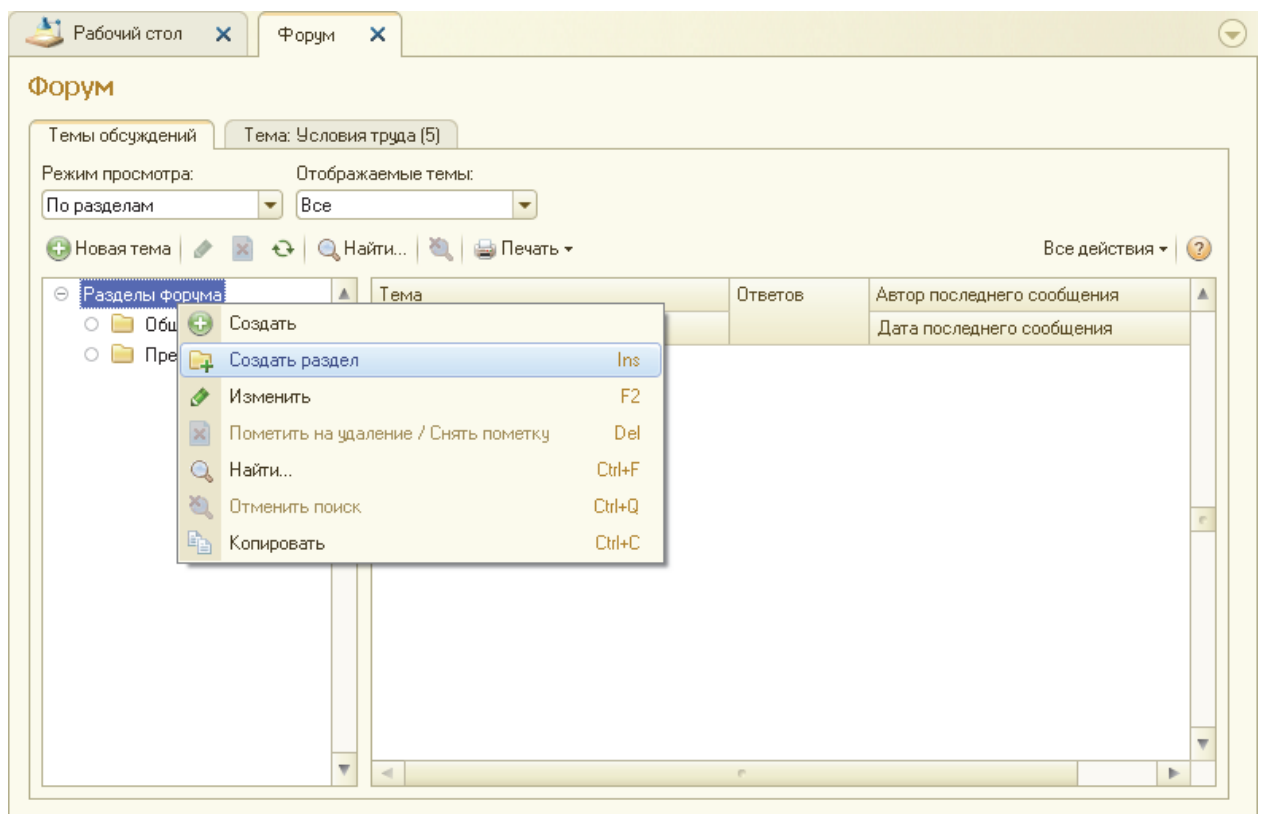 Рабочий стол Форум
Форум
Темы обсуждений Тема: Условия труда (5)
Режим просмотра: Отображаемые темы:
По разделам Все
Новая тема Найти... Печать Все действия
Разделы форума Тема Ответов Автор последнего сообщения
Дата последнего сообщения
Создать
Создать раздел Ins
Изменить F2
Пометить на удаление / Снять пометку Del
Найти... Ctrl+F
Отменить поиск Ctrl+Q
Копировать Ctrl+C